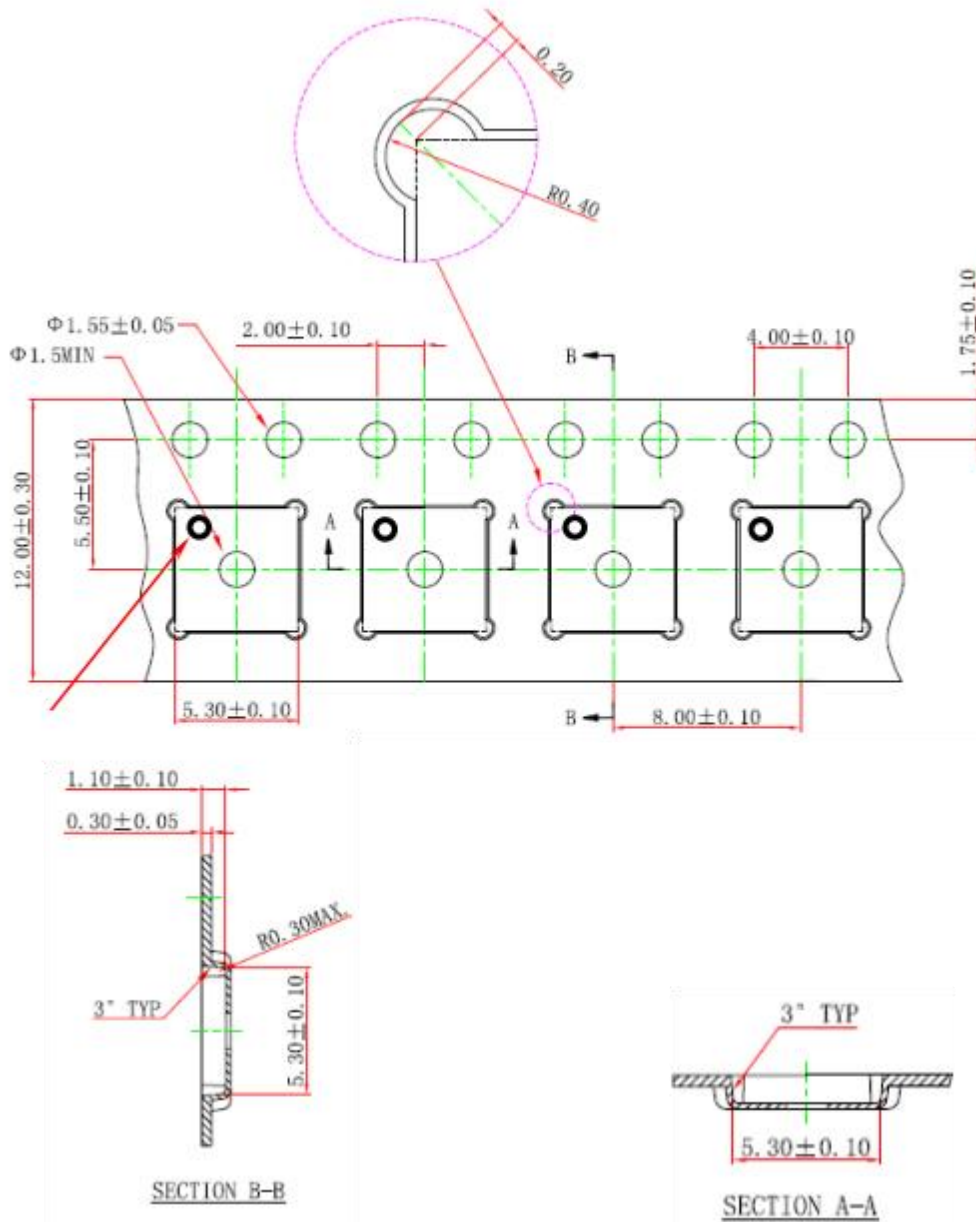 0.20
R0.40
Φ1.55±0.05
2.00±0.10
4.00±0.10
1.75±0.10
Φ1.5MIN
B
12.00±0.30
5.50±0.10
A
A
5.30±0.10
B
8.00±0.10
1.10±0.10
0.30±0.05
R0.30MAX.
3° TYP
5.30±0.10
SECTION B-B
3° TYP
5.30±0.10
SECTION A-A